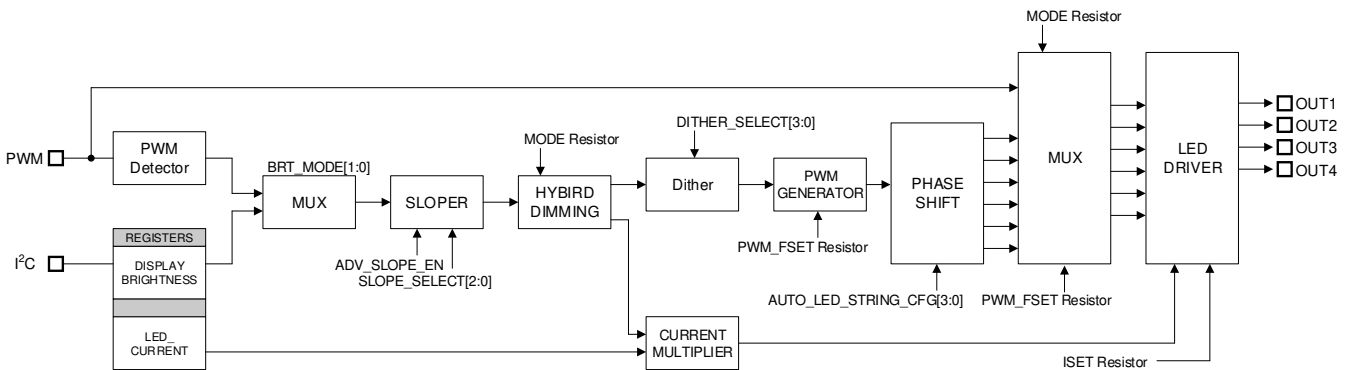 MODE Resistor
PWM
PWM
Detector
BRT_MODE[1:0]
MUX
SLOPER
ADV_SLOPE_EN
SLOPE_SELECT[2:0]
MODE Resistor
HYBIRD
DIMMING
DITHER_SELECT[3:0]
Dither
PWM
GENERATOR
PWM_FSET Resistor
PHASE
SHIFT
AUTO_LED_STRING_CFG[3:0]
MUX
PWM_FSET Resistor
LED
DRIVER
OUT1
OUT2
OUT3
OUT4
I²C
REGISTERS
DISPLAY
BRIGHTNESS
LED_
CURRENT
CURRENT
MULTIPLIER
ISET Resistor